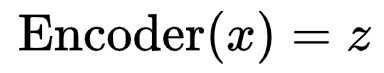 Encoder(x) = z